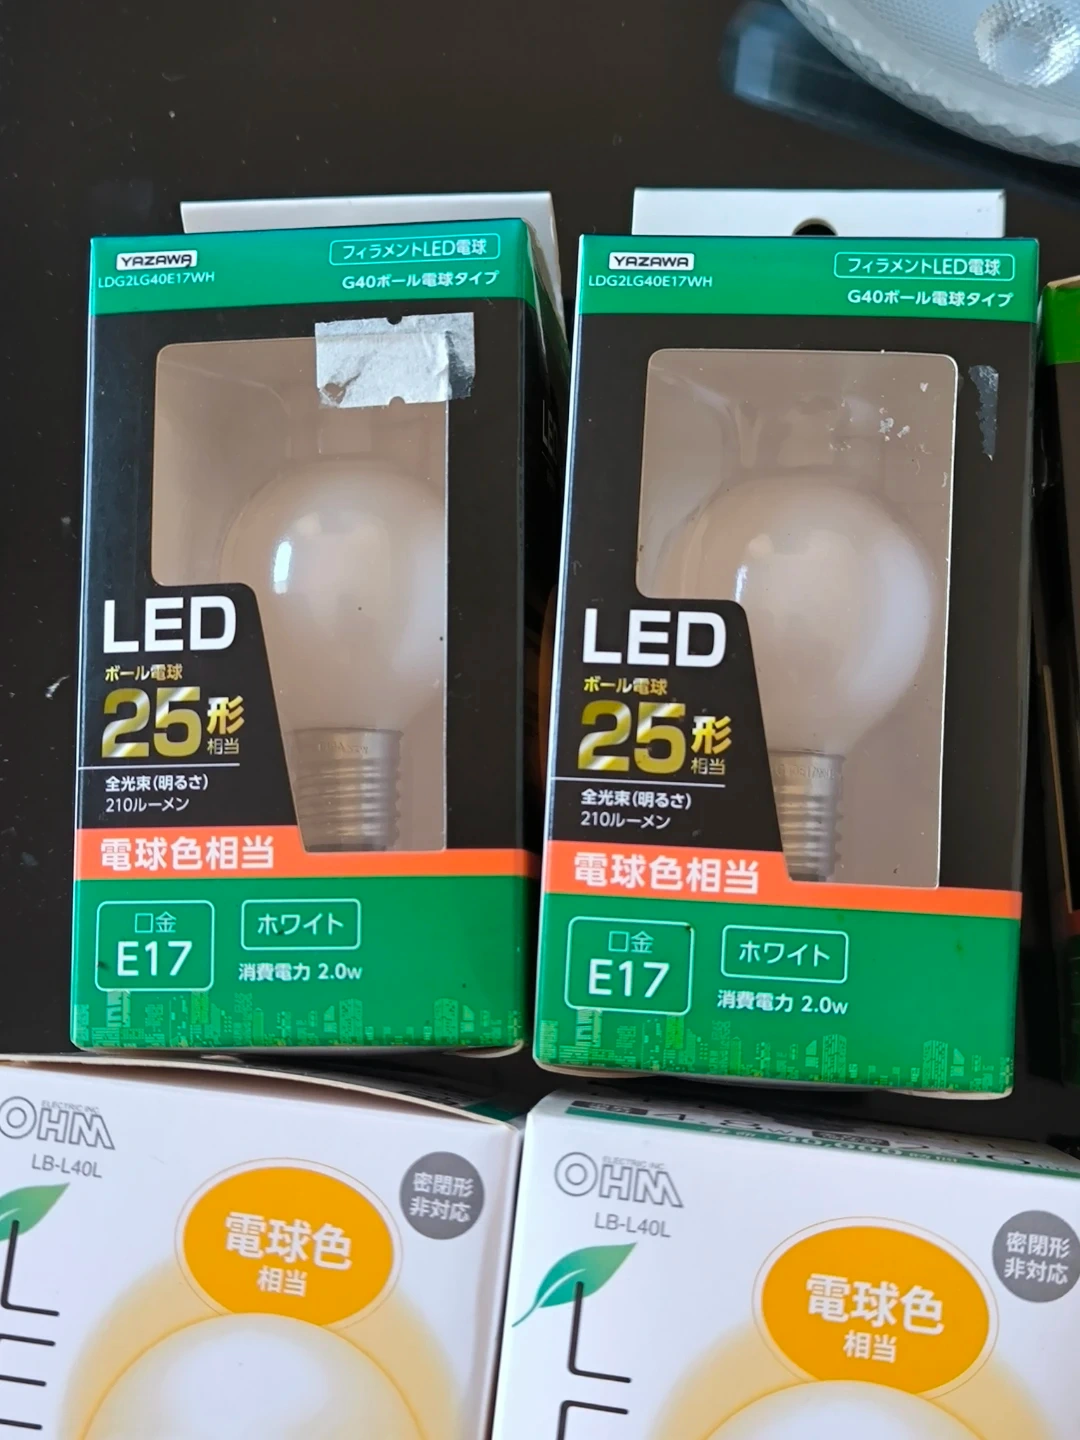 YAZAWA
LDG2LG40E17WH
フィラメントLED電球
G40ボール電球タイプ
LED
ボール電球
25形
相当
全光束(明るさ)
210ルーメン
電球色相当
口金
E17
ホワイト
消費電力 2.0W
YAZAWA
LDG2LG40E17WH
フィラメントLED電球
G40ボール電球タイプ
LED
ボール電球
25形
相当
全光束(明るさ)
210ルーメン
電球色相当
口金
E17
ホワイト
消費電力 2.0W
OHM
ELECTRIC INC.
LB-L40L
電球色
相当
密閉形
非対応
L
OHM
ELECTRIC INC.
LB-L40L
電球色
相当
密閉形
非対応
L